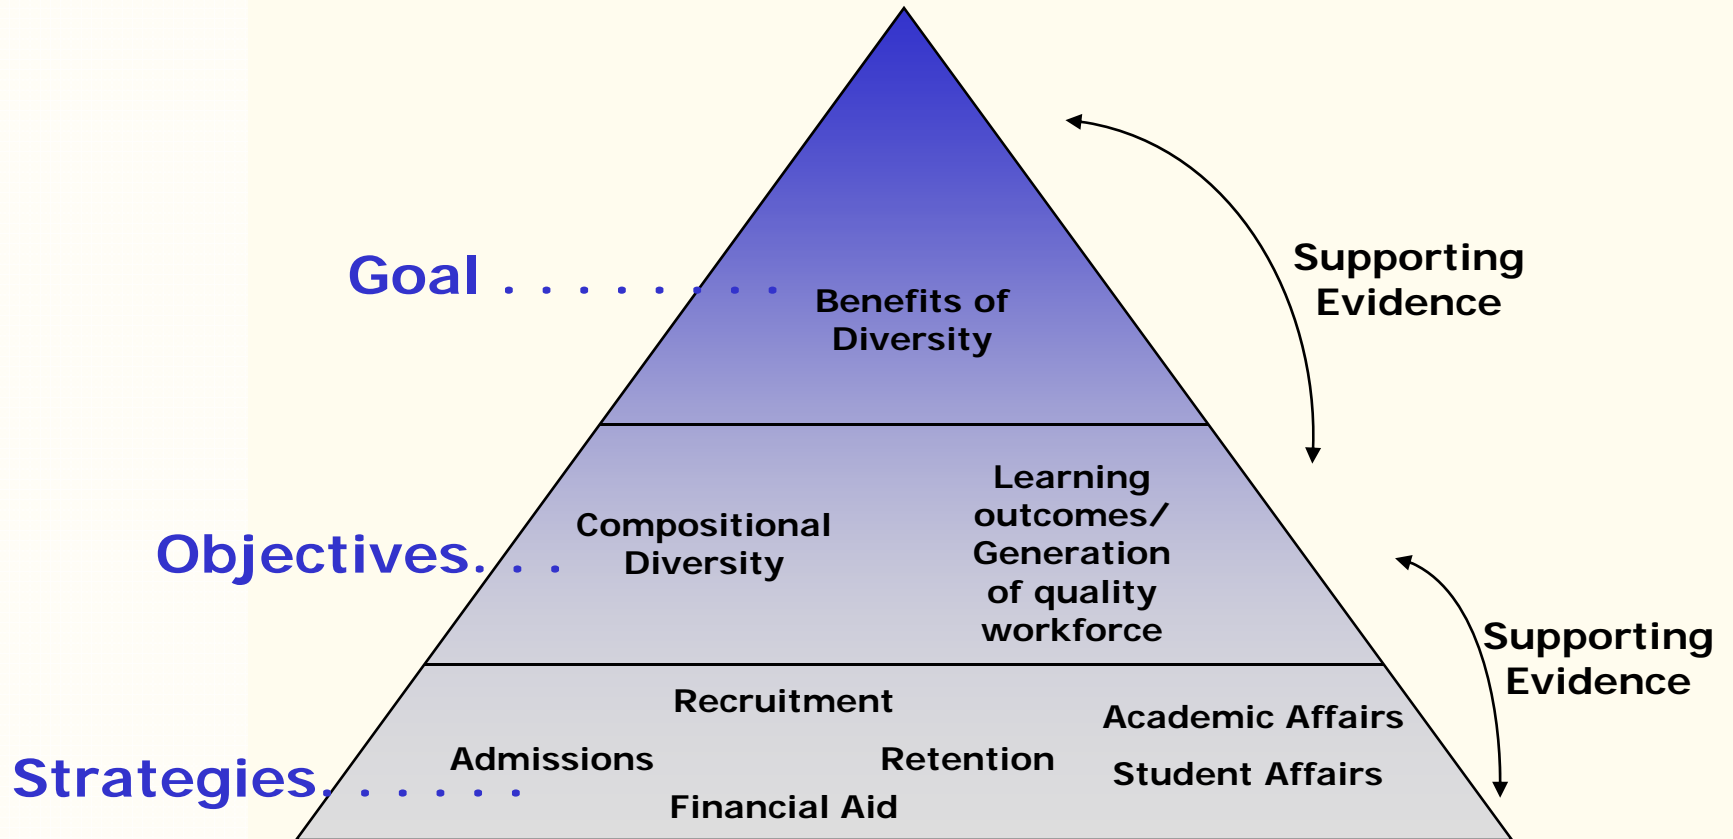 Goal . . . . . . . .
Benefits of
Diversity
Supporting
Evidence
Objectives. . .
Compositional
Diversity
Learning
outcomes/
Generation
of quality
workforce
Supporting
Evidence
Strategies. . . . . .
Recruitment
Admissions
Retention
Financial Aid
Academic Affairs
Student Affairs